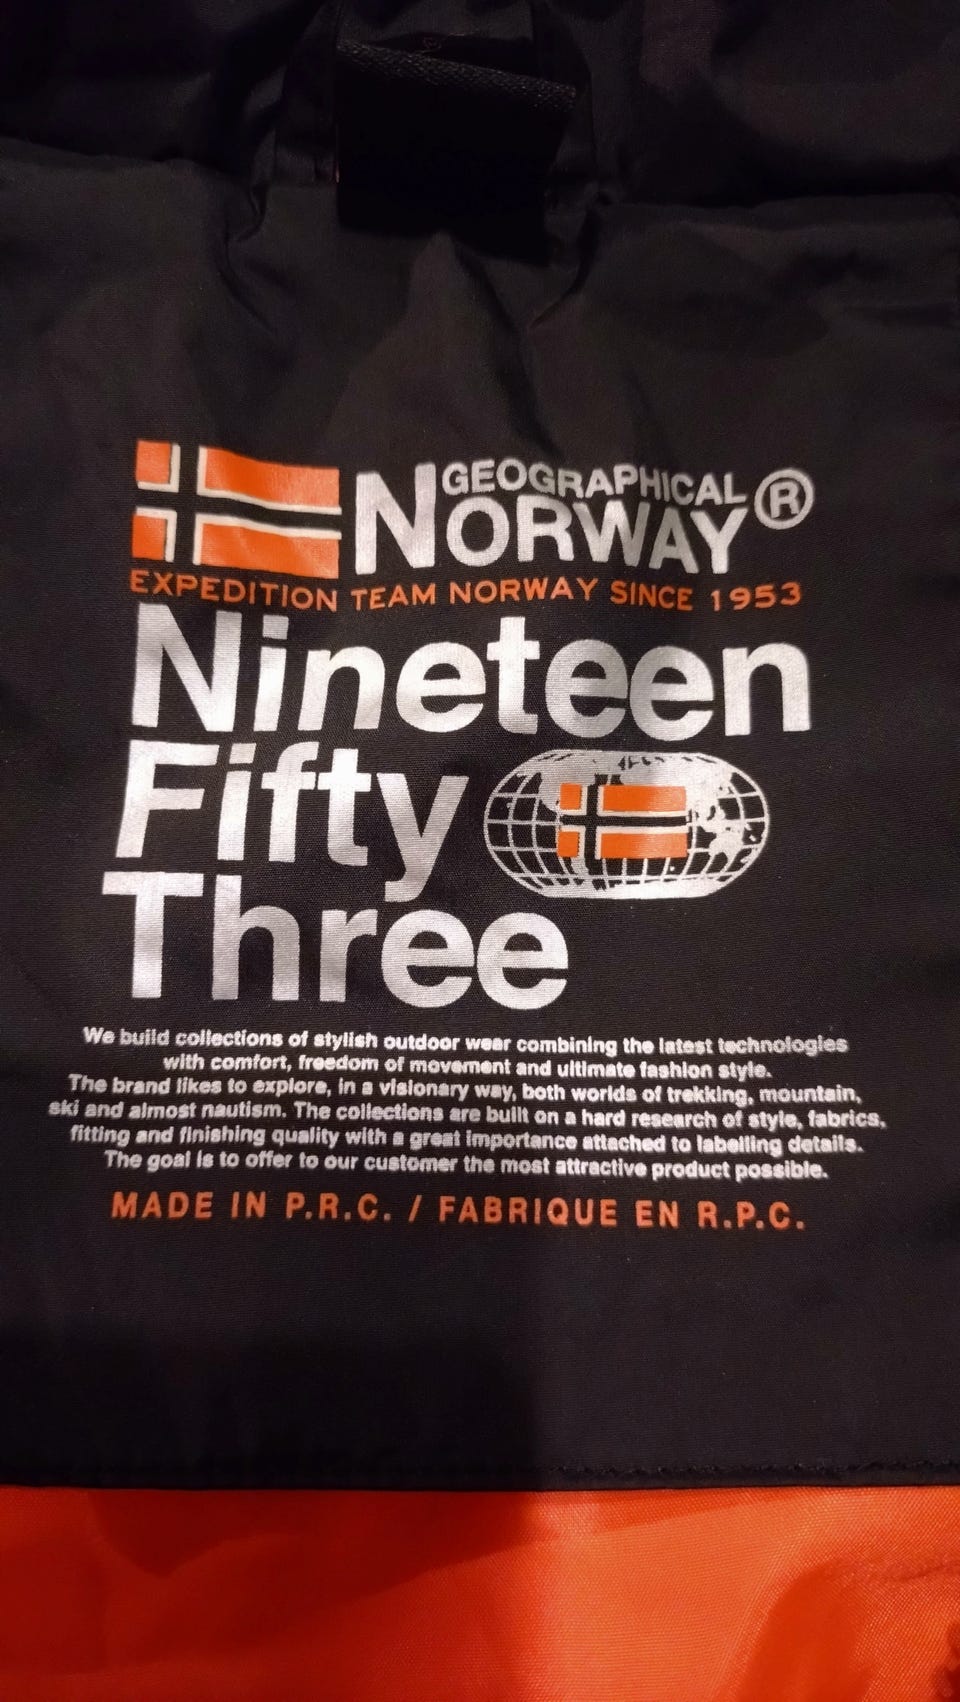 GEOGRAPHICAL
NORWAY®
EXPEDITION TEAM NORWAY SINCE 1953
Nineteen
Fifty
Three
We build collections of stylish outdoor wear combining the latest technologies
with comfort, freedom of movement and ultimate fashion style.
The brand likes to explore, in a visionary way, both worlds of trekking, mountain,
ski and almost nautism. The collections are built on a hard research of style, fabrics,
fitting and finishing quality with a great importance attached to labelling details.
The goal is to offer to our customer the most attractive product possible.
MADE IN P.R.C. / FABRIQUE EN R.P.C.